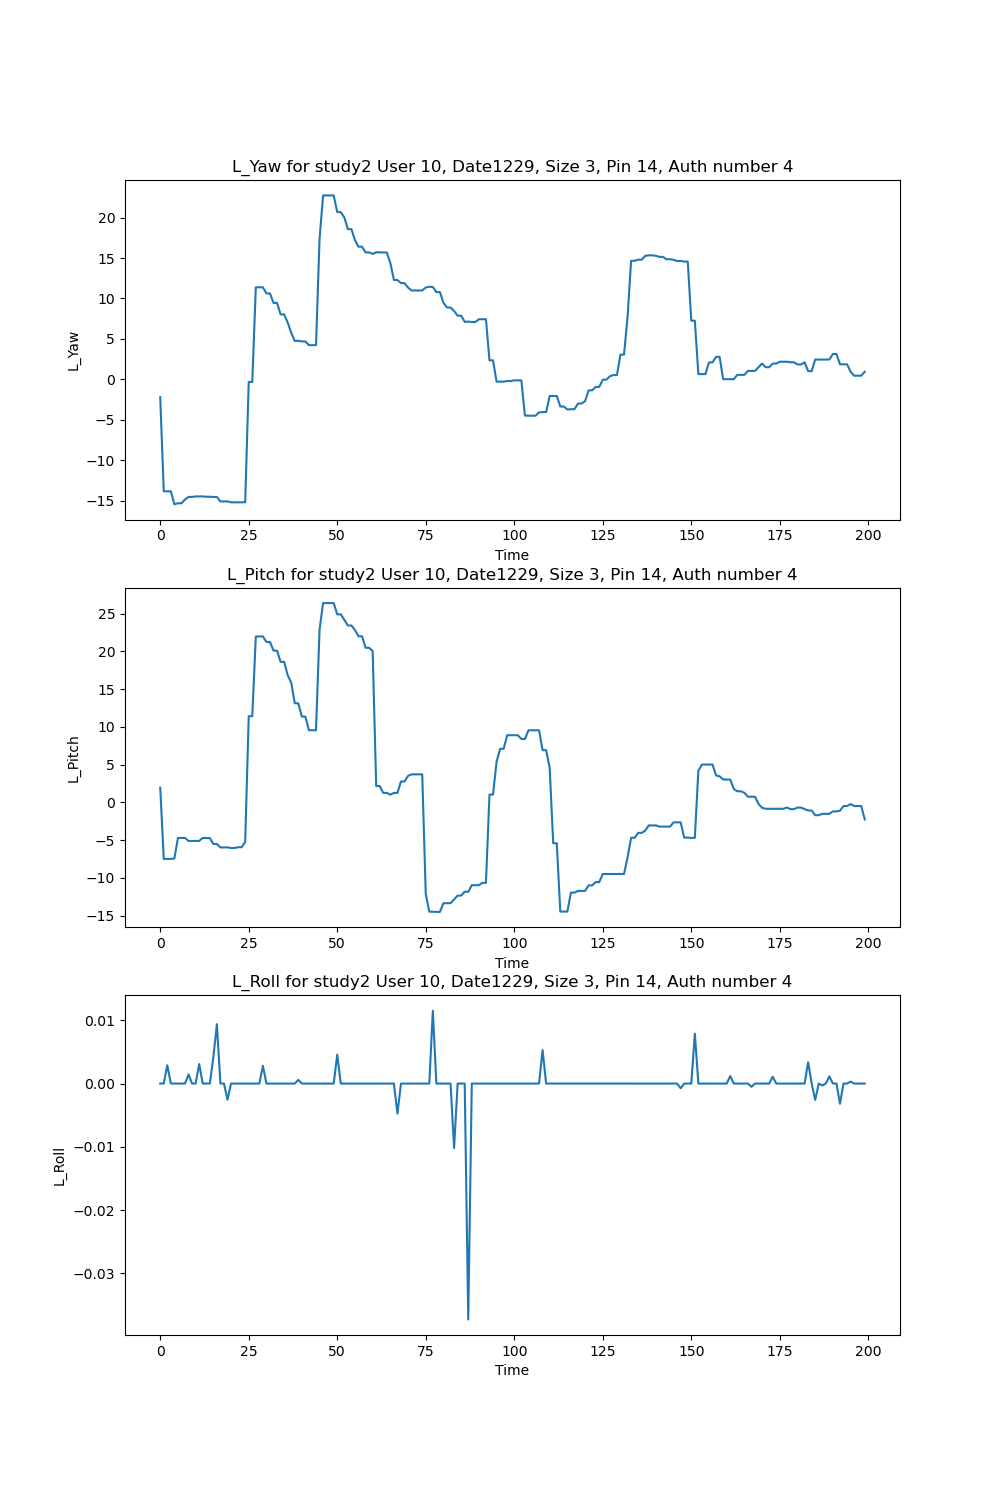 L_Yaw for study2 User 10, Date1229, Size 3, Pin 14, Auth number 4
20
15
10
5
0
−5
−10
−15
L_Yaw
0 25 50 75 100 125 150 175 200
Time
L_Pitch for study2 User 10, Date1229, Size 3, Pin 14, Auth number 4
25
20
15
10
5
0
−5
−10
−15
L_Pitch
0 25 50 75 100 125 150 175 200
Time
L_Roll for study2 User 10, Date1229, Size 3, Pin 14, Auth number 4
0.01
0.00
−0.01
−0.02
−0.03
L_Roll
0 25 50 75 100 125 150 175 200
Time